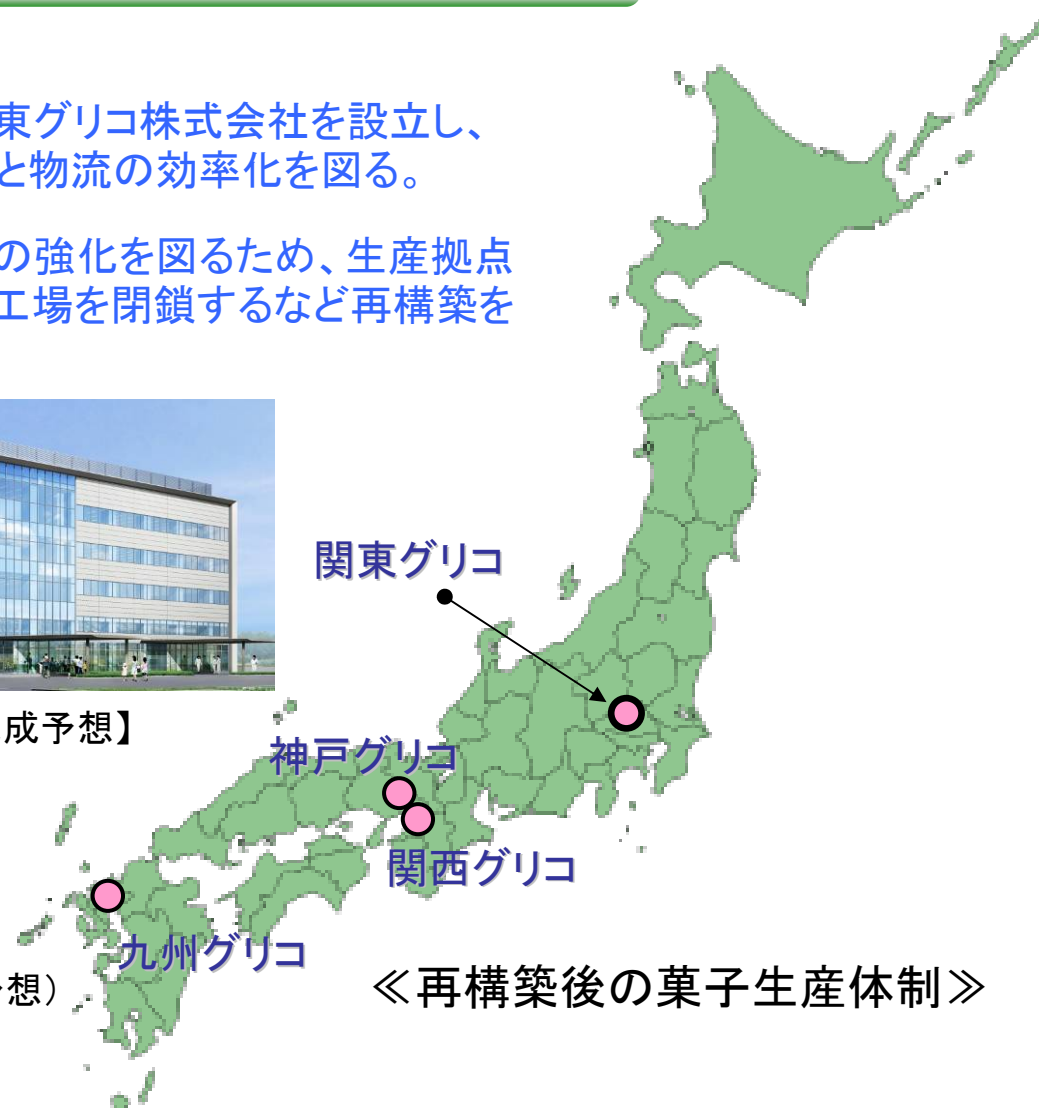 東グリコ株式会社を設立し、
と物流の効率化を図る。
の強化を図るため、生産拠点
工場を閉鎖するなど再構築を
関東グリコ
成予想】
神戸グリコ
関西グリコ
九州グリコ
想）
≪再構築後の菓子生産体制≫